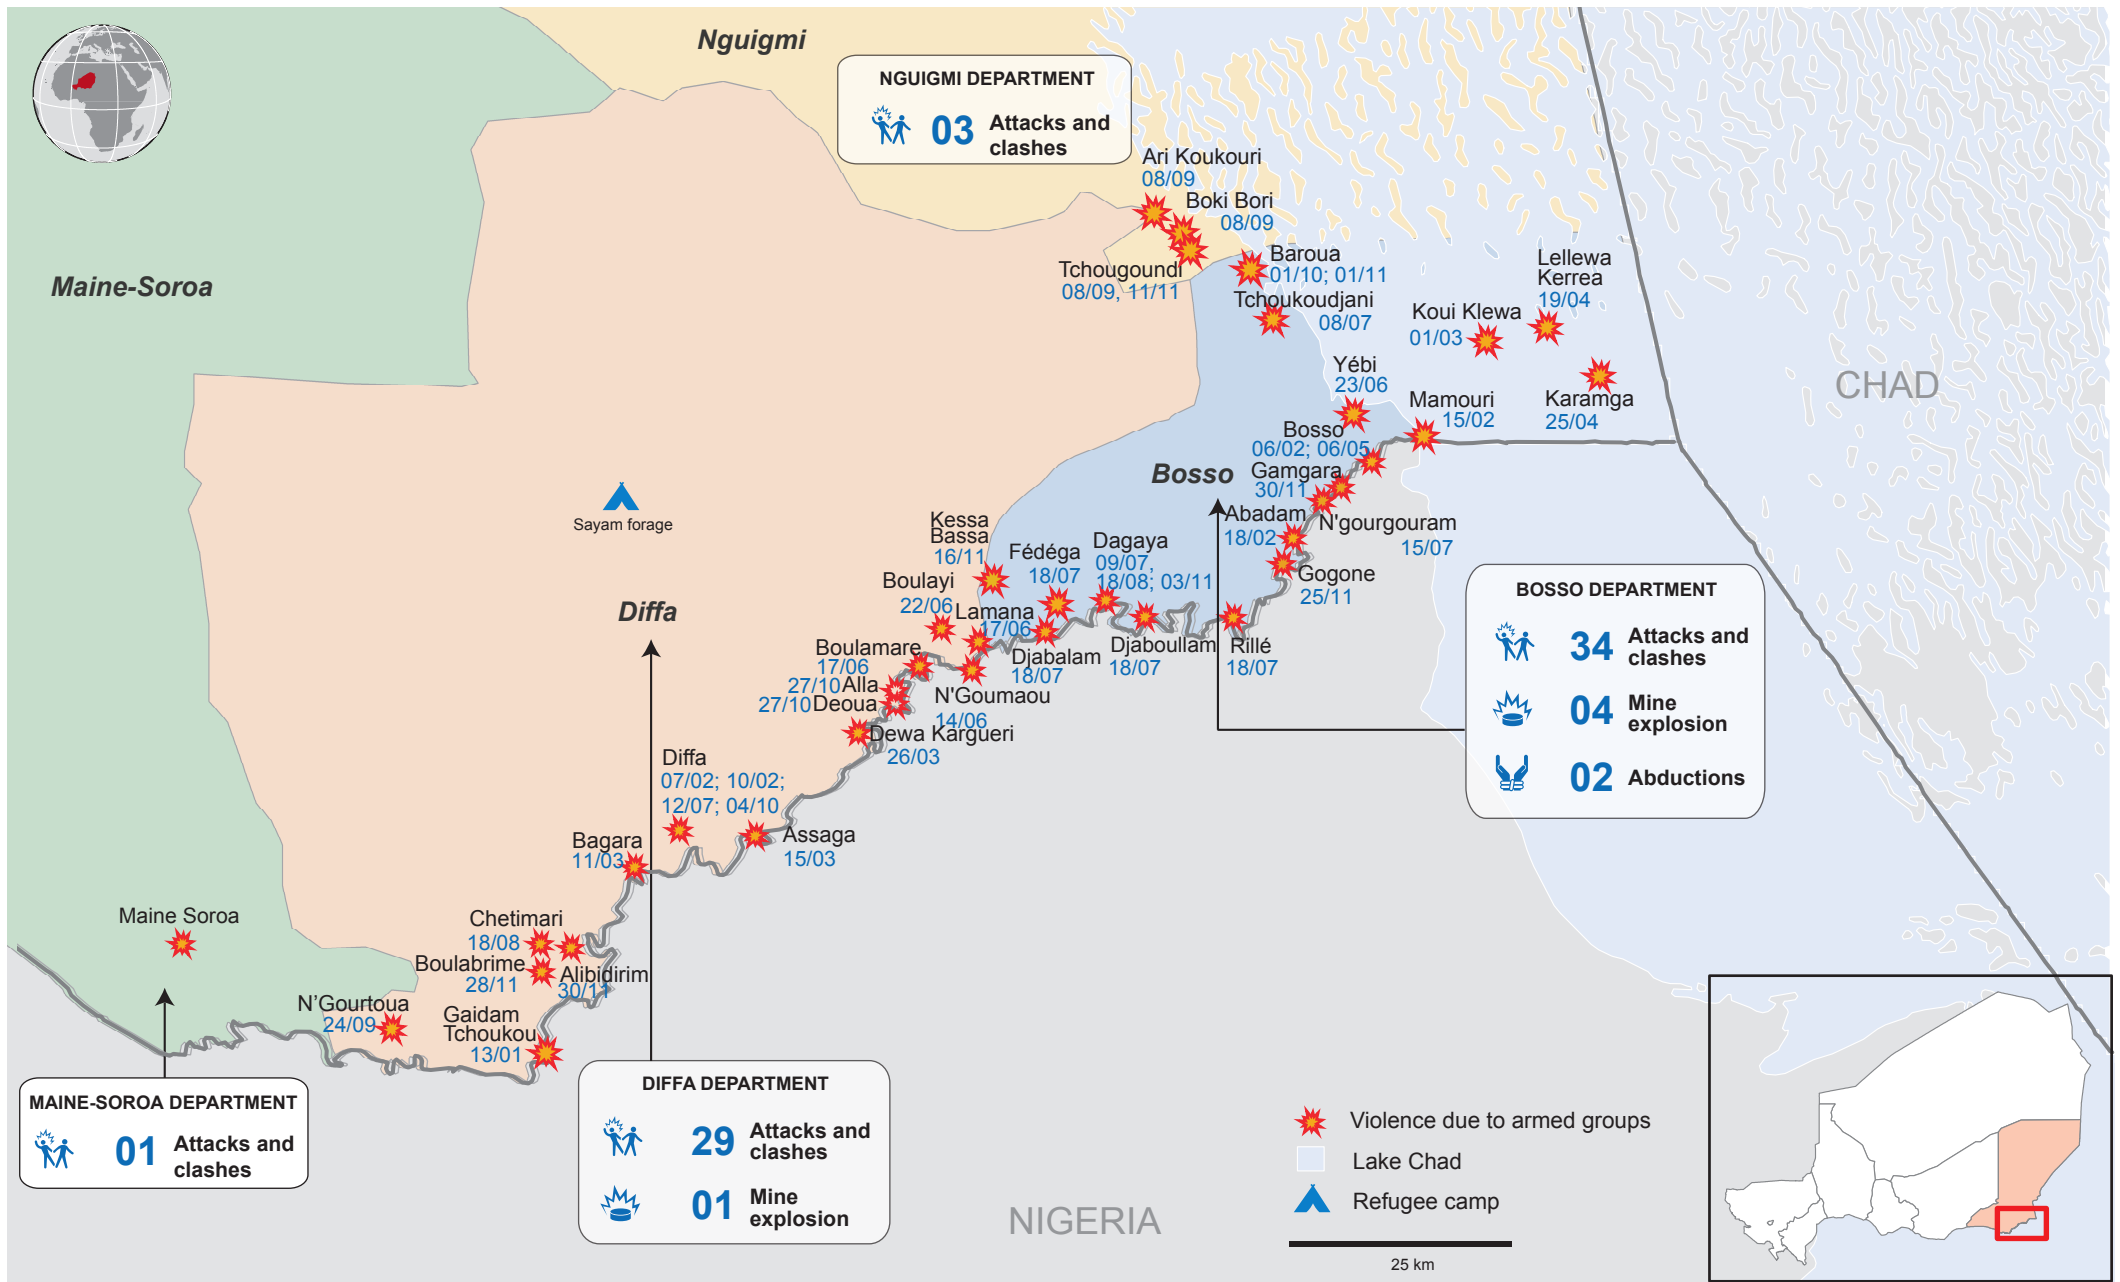 Nguigmi
NGUIGMI DEPARTMENT
03
Attacks and
clashes
Ari Koukouri
08/09
Boki Bori
08/09
Tchougoundi
08/09, 11/11
Baroua
01/10; 01/11
Tchoukoudjani
08/07
Lellewa
Kerrea
19/04
Koui Klewa
01/03
Karamga
25/04
CHAD
Maine-Soroa
Yébi
23/06
Mamouri
15/02
Bosso
06/02; 06/05
Bosso
Gamgara
30/11
Abadam
18/02
N'gourgouram
15/07
Gogone
25/11
Sayam forage
Kessa
Bassa
16/11
Fédéga
18/07
Dagaya
09/07,
18/08; 03/11
Boulayi
22/06
Lamana
17/06
Diffa
Boulamare
17/06
Djabalam
18/07
Djaboullam
18/07
Rillé
18/07
27/10 Alla
27/10 Deoua
N'Goumaou
14/06
Dewa Kargueri
26/03
BOSSO DEPARTMENT
34
Attacks and
clashes
04
Mine
explosion
02
Abductions
Diffa
07/02; 10/02;
12/07; 04/10
Assaga
15/03
Bagara
11/03
Maine Soroa
Chetimari
18/08
Boulabrime
28/11
Alibidirim
30/11
N'Gourtoua
24/09
Gaidam
Tchoukou
13/01
MAINE-SOROA DEPARTMENT
01
Attacks and
clashes
DIFFA DEPARTMENT
29
Attacks and
clashes
01
Mine
explosion
NIGERIA
Violence due to armed groups
Lake Chad
Refugee camp
25 km